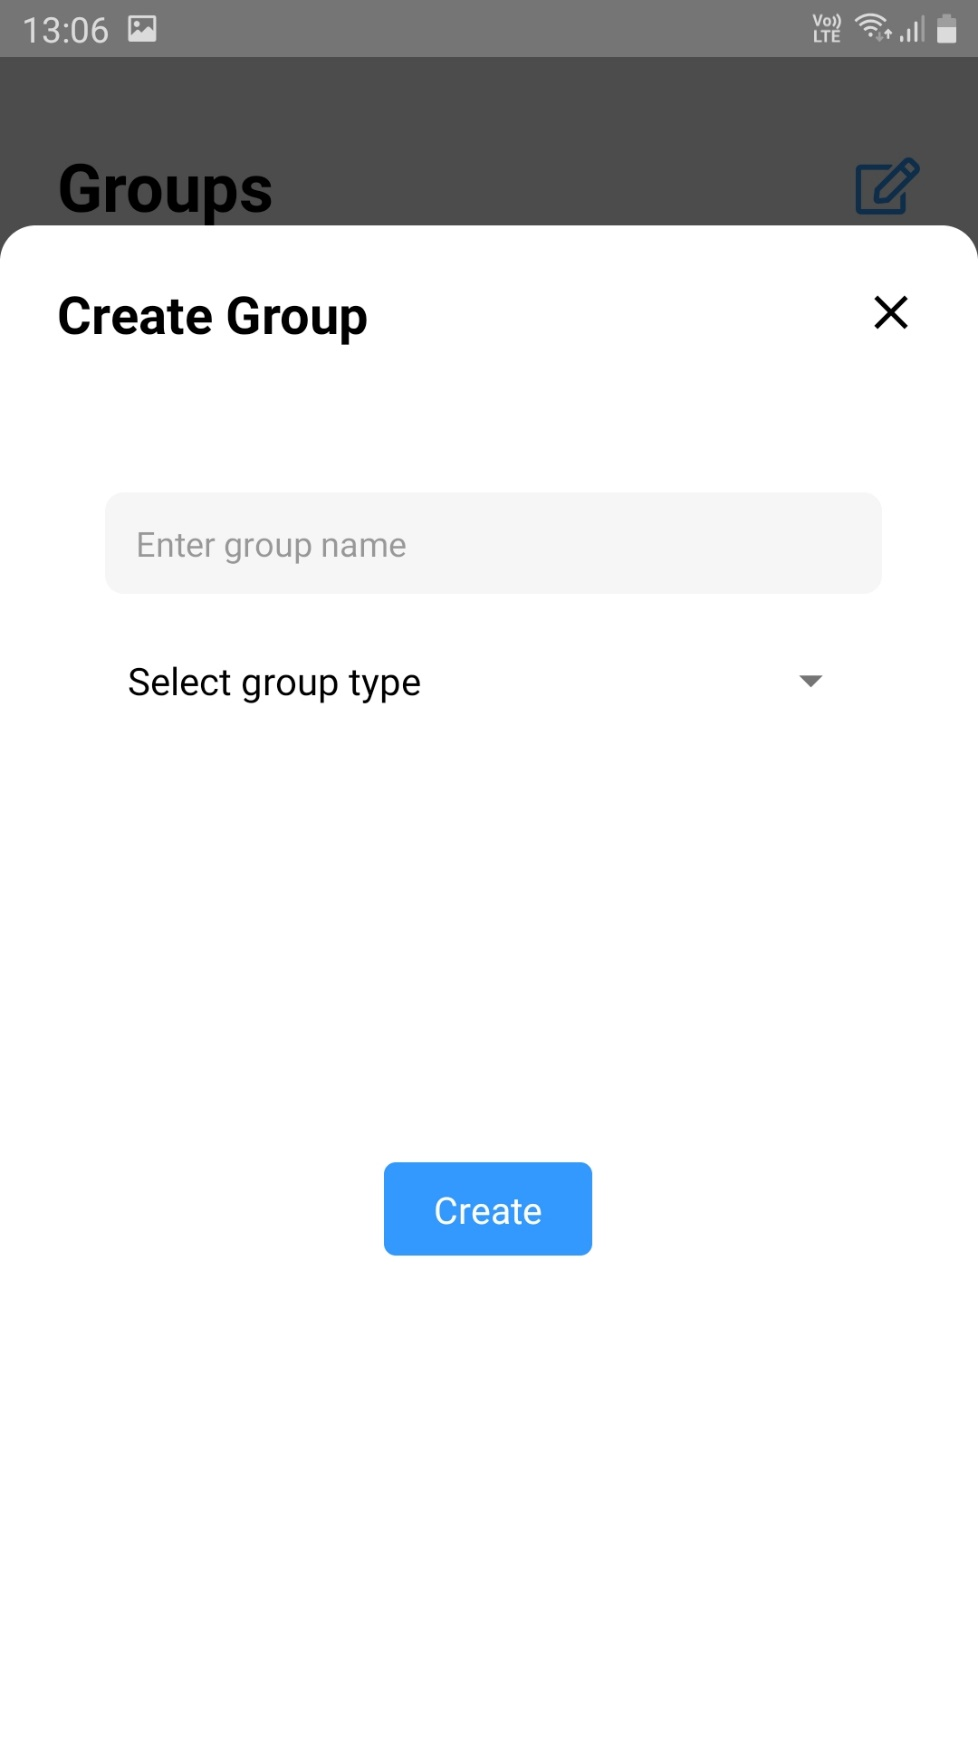 13:06 Vo)) LTE
Groups
Create Group
Enter group name
Select group type
Create